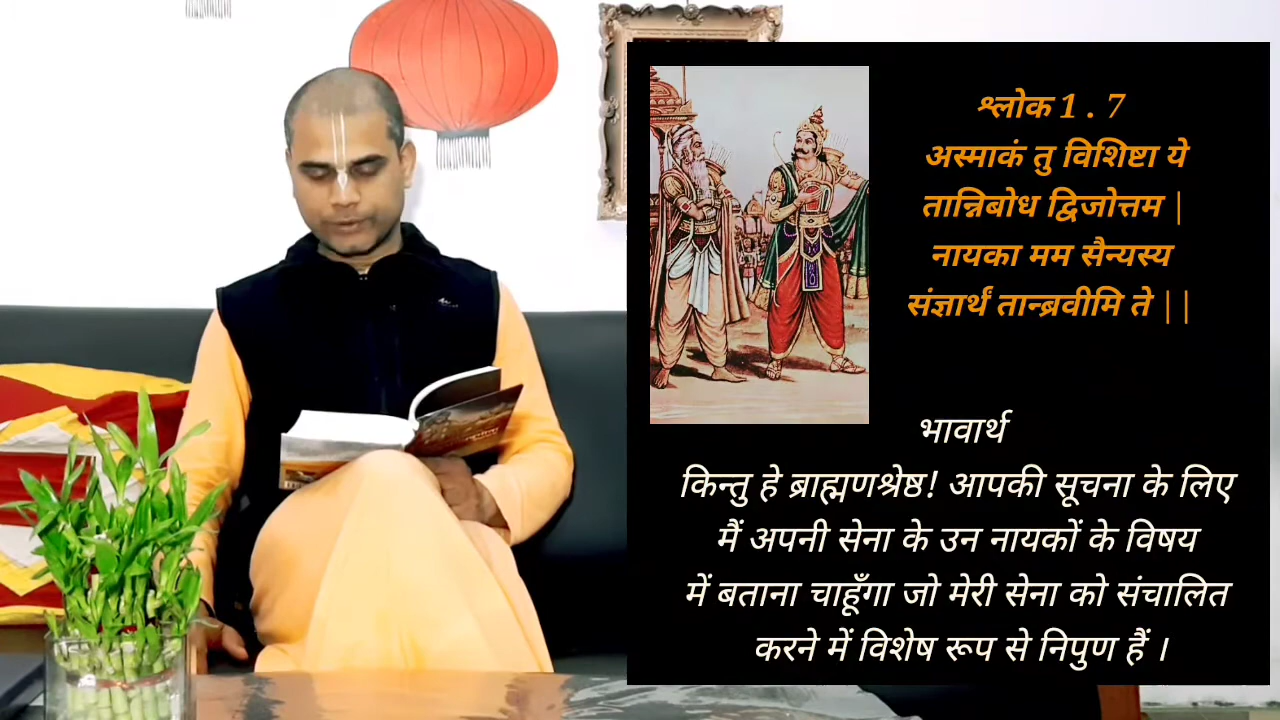 श्लोक 1 . 7
अस्माकं तु विशिष्टा ये
तान्निबोध द्विजोत्तम |
नायका मम सैन्यस्य
संज्ञार्थं तान्ब्रवीमि ते ||
भावार्थ
किन्तु हे ब्राह्मणश्रेष्ठ! आपकी सूचना के लिए
मैं अपनी सेना के उन नायकों के विषय
में बताना चाहूँगा जो मेरी सेना को संचालित
करने में विशेष रूप से निपुण हैं ।